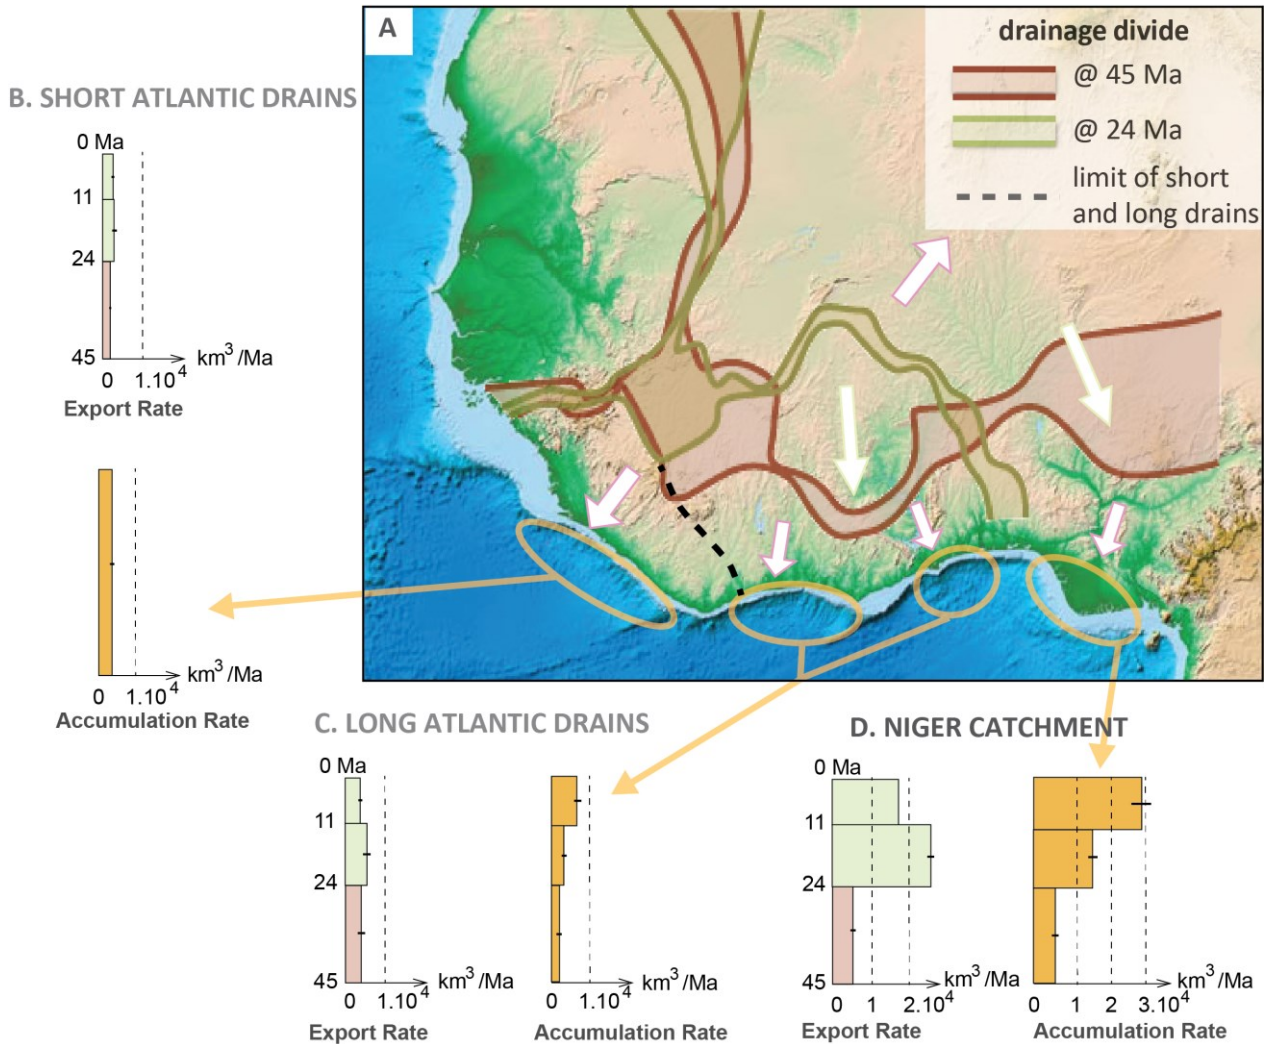 A
drainage divide
@ 45 Ma
@ 24 Ma
limit of short
and long drains
B. SHORT ATLANTIC DRAINS
0 Ma
11
24
45
0 1.10⁴ km³/Ma
Export Rate
0 1.10⁴ km³/Ma
Accumulation Rate
C. LONG ATLANTIC DRAINS
0 Ma
11
24
45
0 1.10⁴ km³/Ma
Export Rate
0 1.10⁴ km³/Ma
Accumulation Rate
D. NIGER CATCHMENT
0 Ma
11
24
45
0 1 2.10⁴ km³/Ma
Export Rate
0 1 2 3.10⁴ km³/Ma
Accumulation Rate